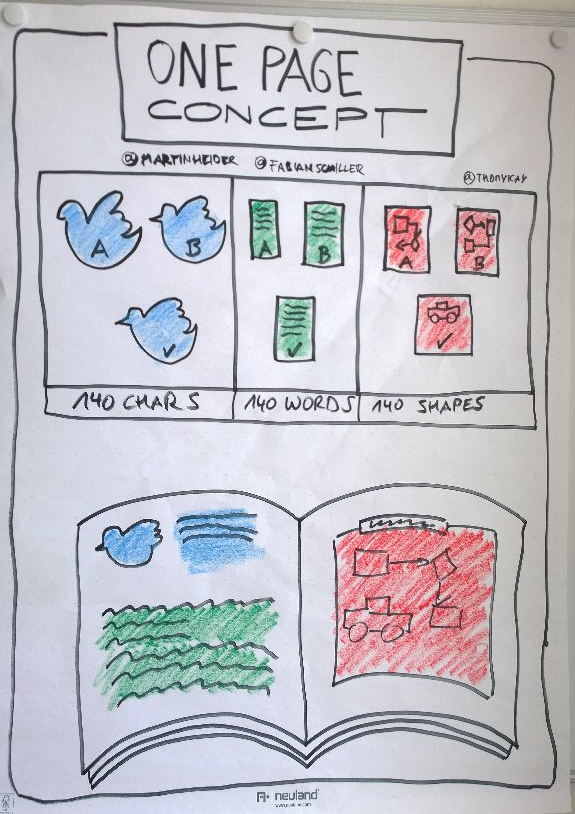 ONE PAGE
CONCEPT
@MARTINHEIDER @FABIANSCHILLER
@THONYKAY
A B A B A B
140 CHARS 140 WORDS 140 SHAPES
neuland